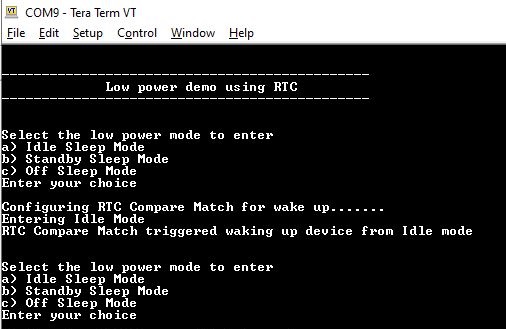 COM9 - Tera Term VT
File Edit Setup Control Window Help
Low power demo using RTC
Select the low power mode to enter
a) Idle Sleep Mode
b) Standby Sleep Mode
c) Off Sleep Mode
Enter your choice
Configuring RTC Compare Match for wake up.......
Entering Idle Mode
RTC Compare Match triggered waking up device from Idle mode
Select the low power mode to enter
a) Idle Sleep Mode
b) Standby Sleep Mode
c) Off Sleep Mode
Enter your choice